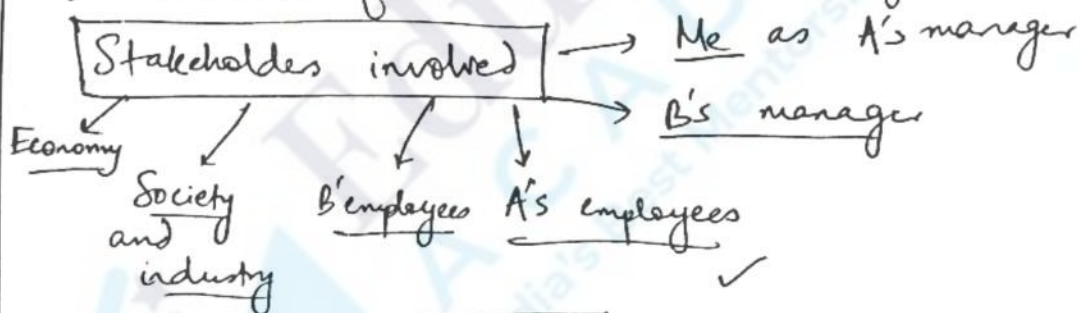 Stakeholdes involved
Me as A's manager
B's manager
Economy
Society
and
industry
B'employees
A's employees